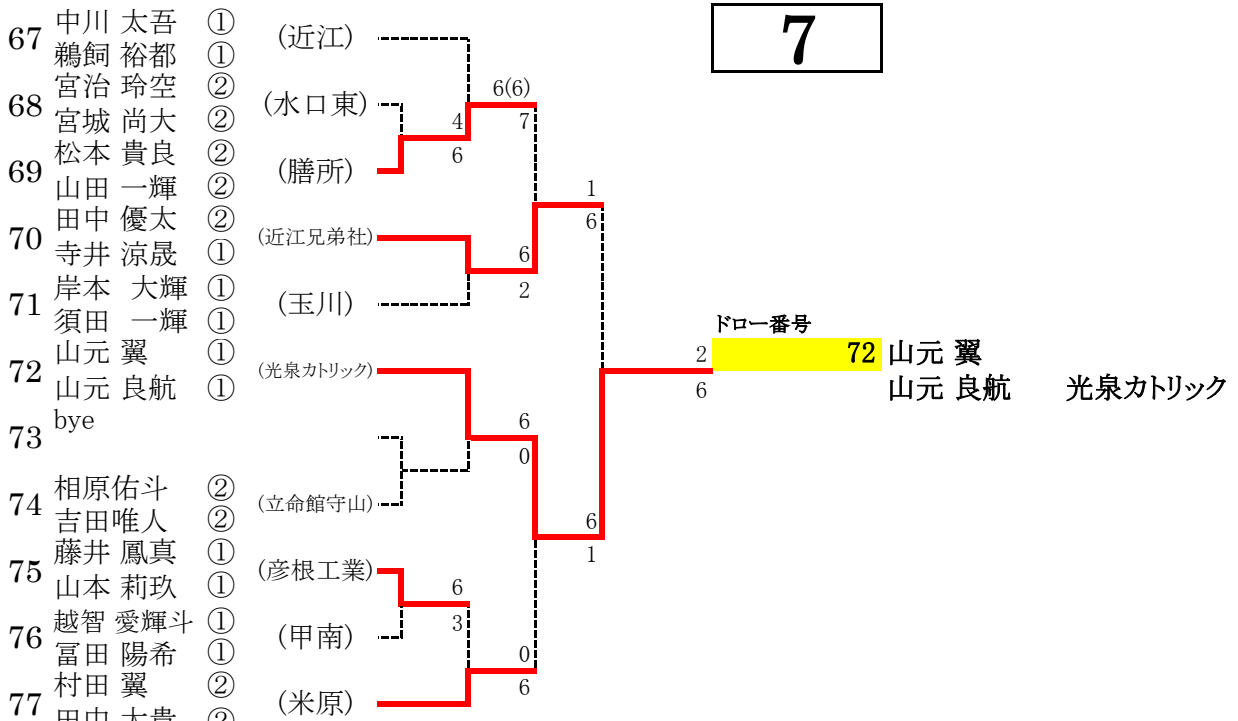 7
67 中川 太吾 ① (近江)
鵜飼 裕都 ①
68 宮治 玲空 ② (水口東)
宮城 尚大 ②
69 松本 貴良 ② (膳所)
山田 一輝 ②
70 田中 優太 ② (近江兄弟社)
寺井 涼晟 ①
71 岸本 大輝 ① (玉川)
須田 一輝 ①
72 山元 翼 ① (光泉カトリック)
山元 良航 ①
73 bye
74 相原佑斗 ② (立命館守山)
吉田唯人 ②
75 藤井 鳳真 ① (彦根工業)
山本 莉玖 ①
76 越智 愛輝斗 ① (甲南)
冨田 陽希 ①
77 村田 翼 ② (米原)
田中 大貴 ②
6(6)
7
4
6
1
6
6
2
6
0
6
1
6
3
0
6
2
6
ドロー番号
72 山元 翼
山元 良航 光泉カトリック